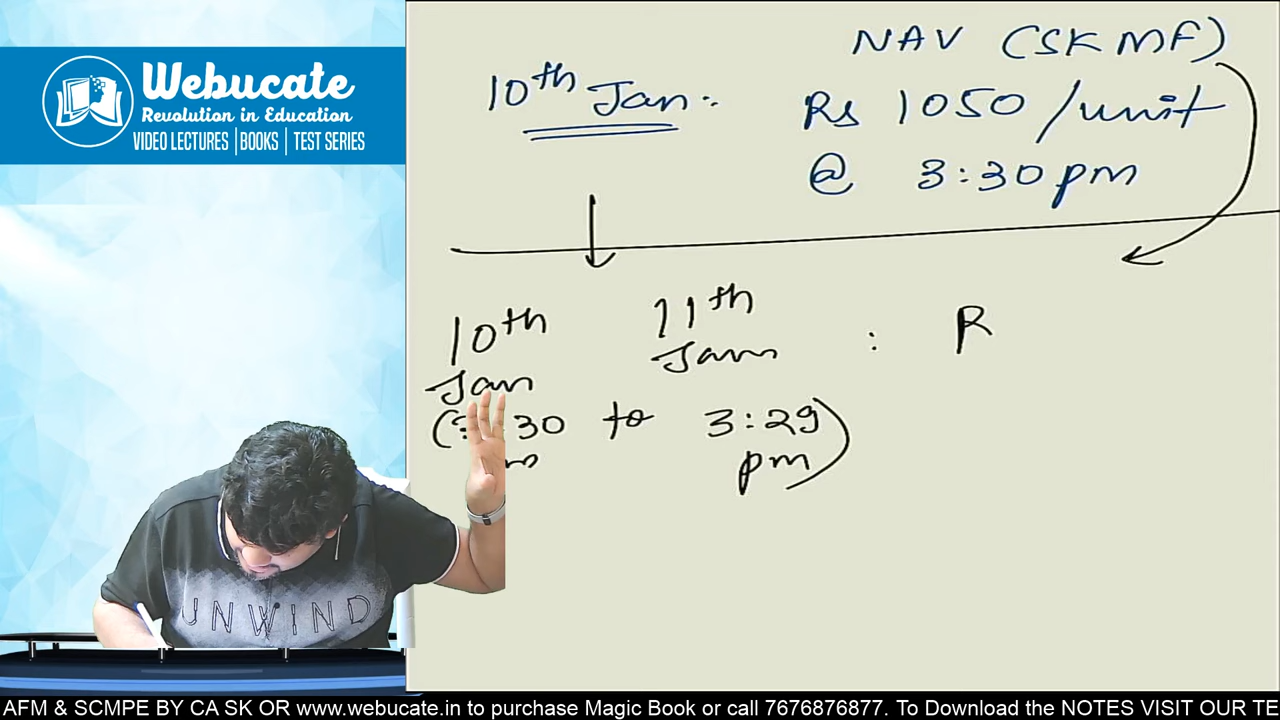 Webucate
Revolution in Education
VIDEO LECTURES | BOOKS | TEST SERIES
10th Jan.
NAV (SKMF)
Rs 1050 /unit
@ 3:30pm
10th Jan
11th Jan : R
30 to 3:29 pm)
UNWIND
AFM & SCMPE BY CA SK OR www.webucate.in to purchase Magic Book or call 7676876877. To Download the NOTES VISIT OUR TE